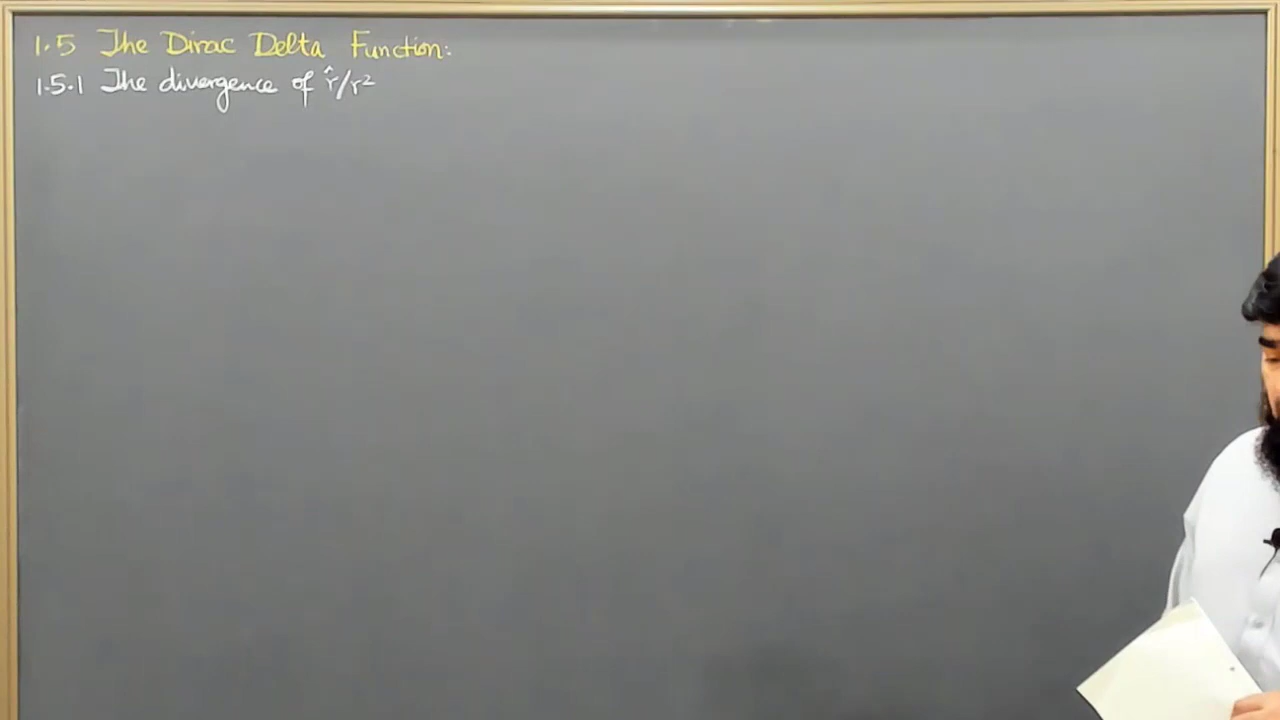 1.5 The Dirac Delta Function:
1.5.1 The divergence of r̂/r²